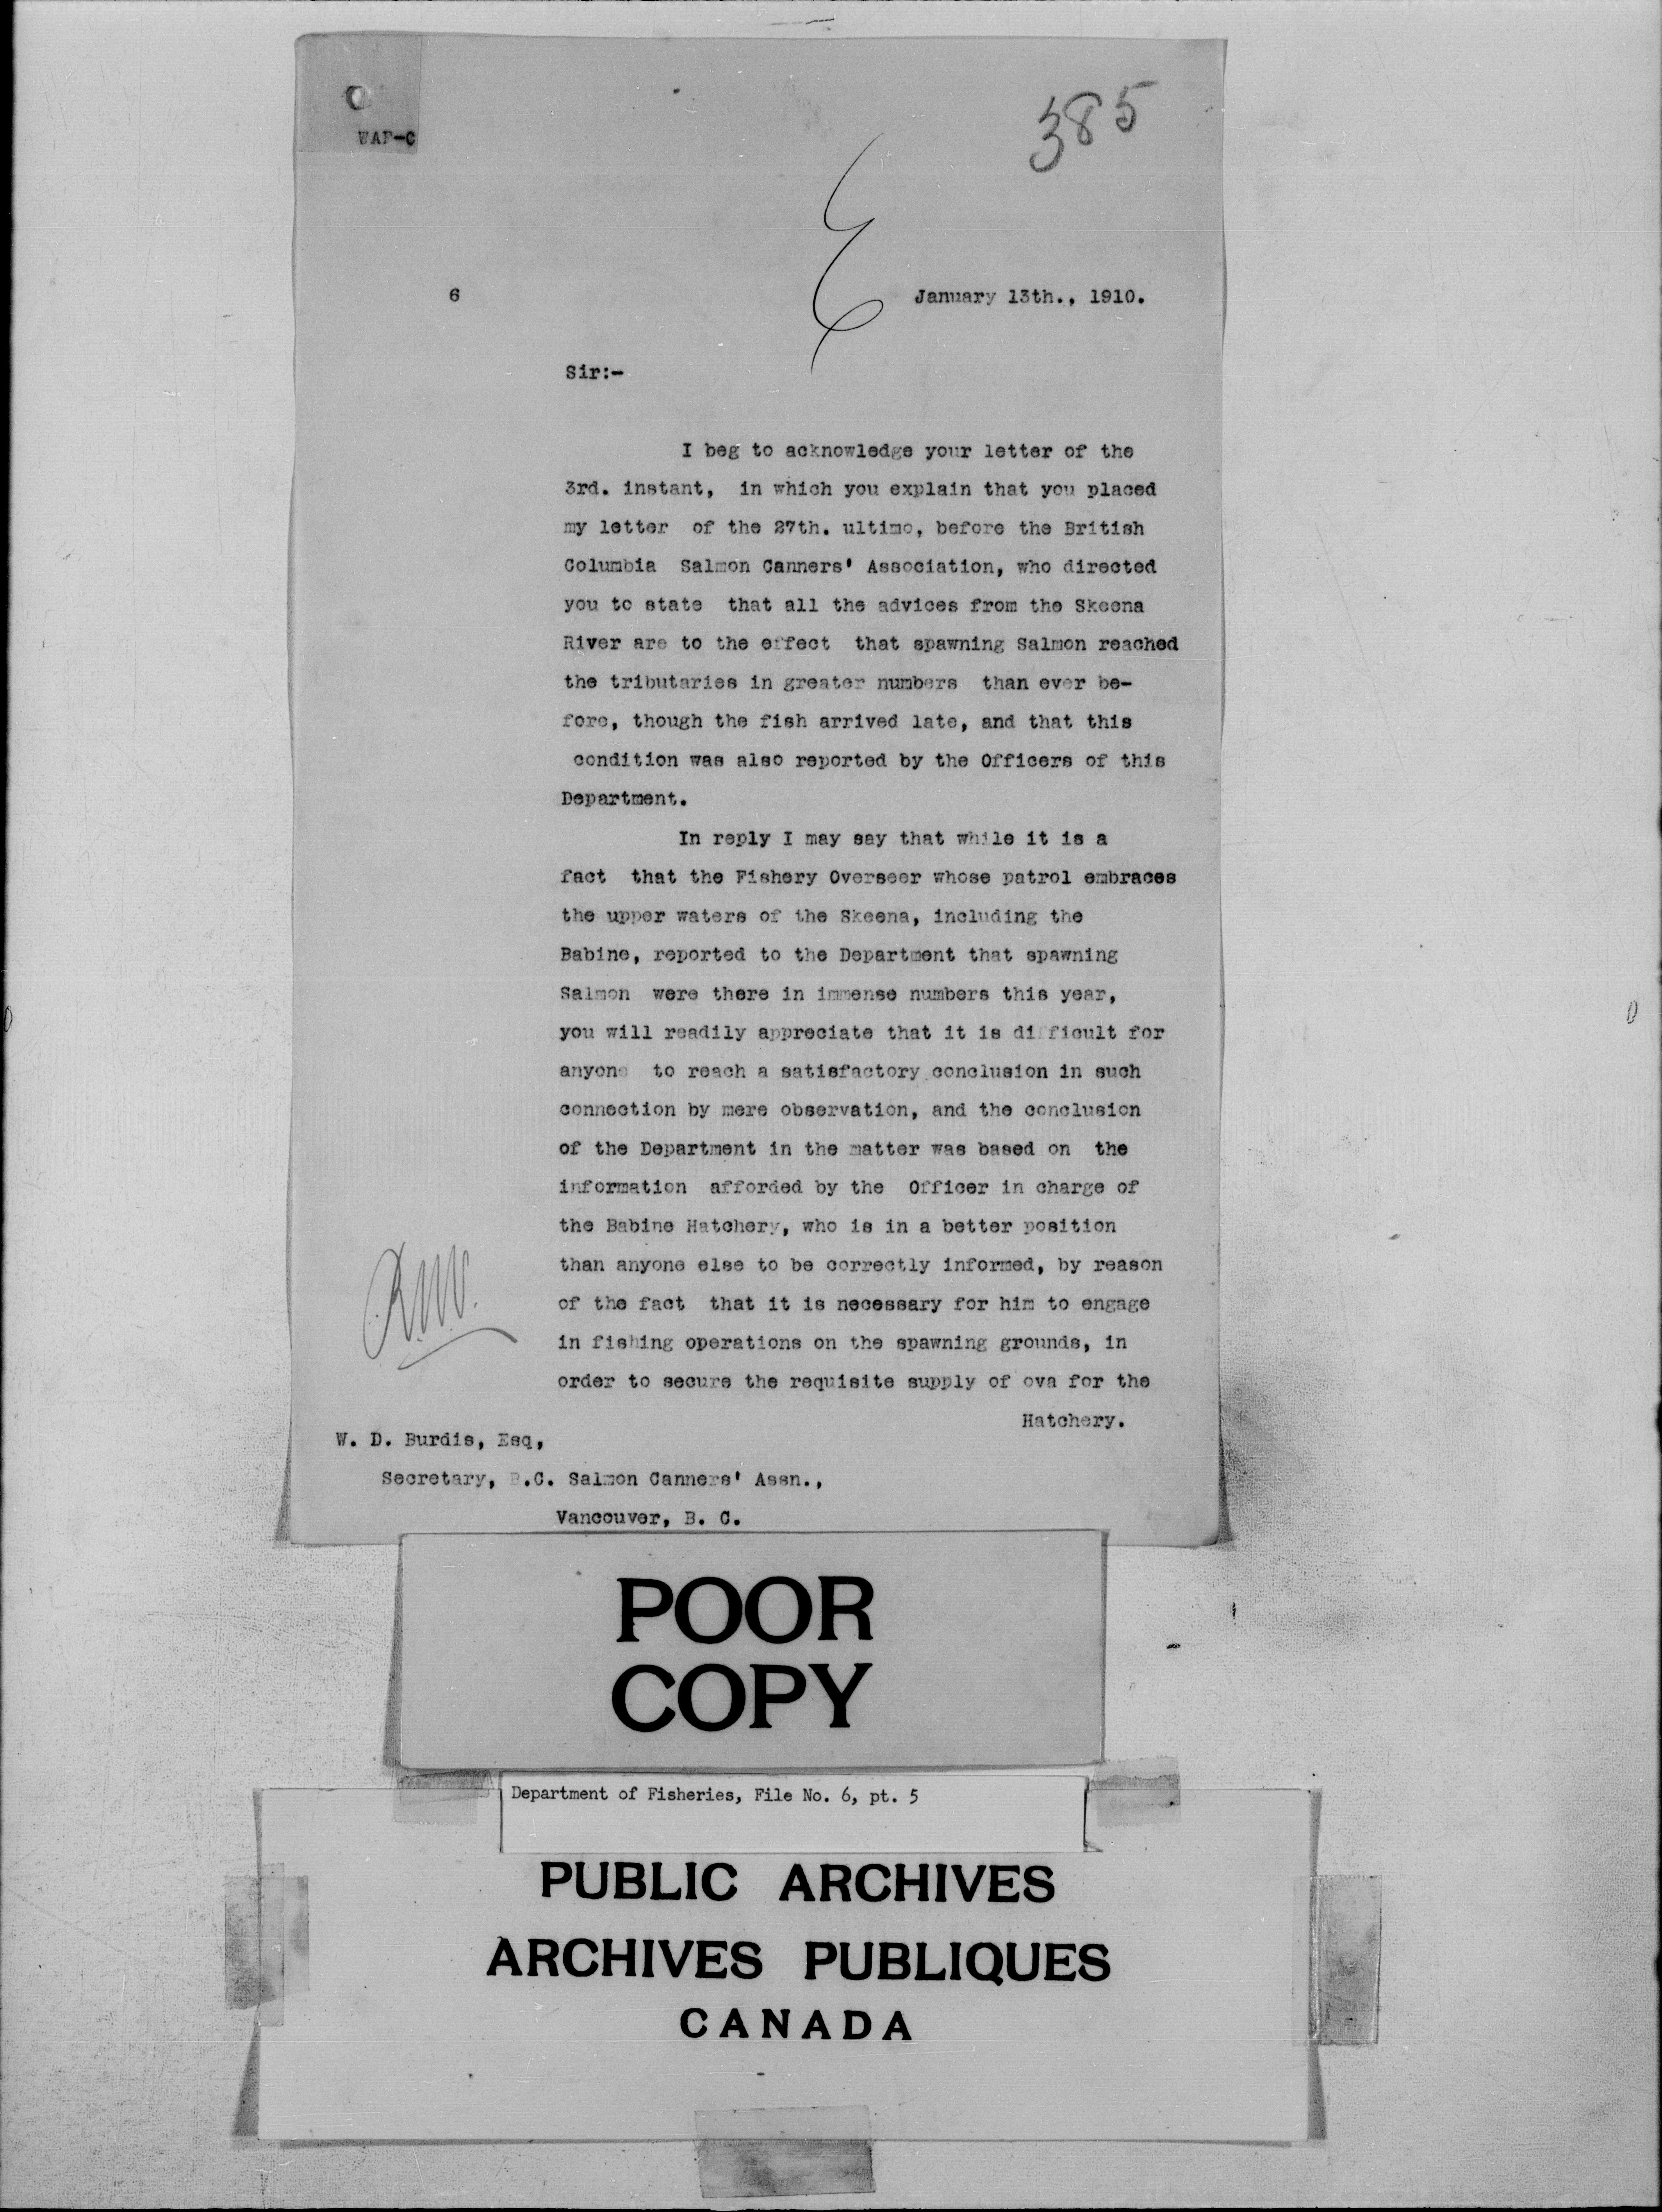 WAF-C
385
6
January 13th., 1910.
Sir:-
I beg to acknowledge your letter of the
3rd. instant, in which you explain that you placed
my letter of the 27th. ultimo, before the British
Columbia Salmon Canners' Association, who directed
you to state that all the advices from the Skeena
River are to the effect that spawning Salmon reached
the tributaries in greater numbers than ever be-
fore, though the fish arrived late, and that this
condition was also reported by the Officers of this
Department.
In reply I may say that while it is a
fact that the Fishery Overseer whose patrol embraces
the upper waters of the Skeena, including the
Babine, reported to the Department that spawning
Salmon were there in immense numbers this year,
you will readily appreciate that it is difficult for
anyone to reach a satisfactory conclusion in such
connection by mere observation, and the conclusion
of the Department in the matter was based on the
information afforded by the Officer in charge of
the Babine Hatchery, who is in a better position
than anyone else to be correctly informed, by reason
of the fact that it is necessary for him to engage
in fishing operations on the spawning grounds, in
order to secure the requisite supply of ova for the
Hatchery.
W. D. Burdis, Esq,
Secretary, B.C. Salmon Canners' Assn.,
Vancouver, B. C.
POOR
COPY
Department of Fisheries, File No. 6, pt. 5
PUBLIC ARCHIVES
ARCHIVES PUBLIQUES
CANADA